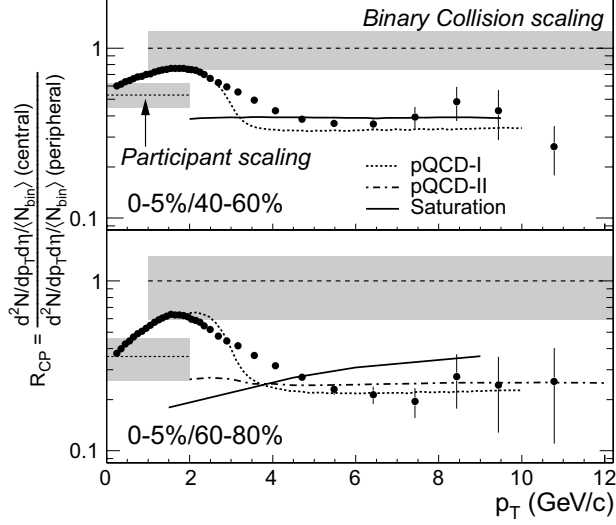 Binary Collision scaling
1
Participant scaling
0-5%/40-60%
pQCD-I
pQCD-II
Saturation
0.1
R_CP = d²N/dp_T dη/⟨N_bin⟩ (central)
d²N/dp_T dη/⟨N_bin⟩ (peripheral)
1
0-5%/60-80%
0.1
0 2 4 6 8 10 12
p_T (GeV/c)